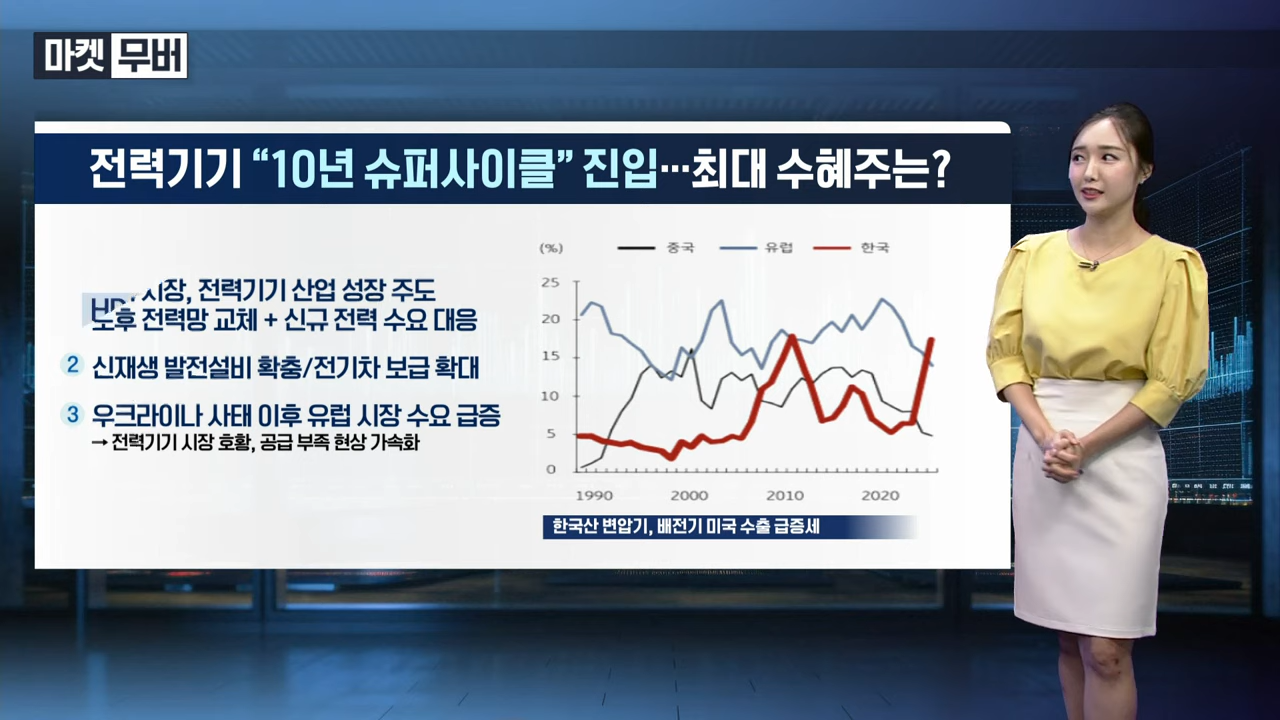 마켓 무버
전력기기 “10년 슈퍼사이클” 진입…최대 수혜주는?
시장, 전력기기 산업 성장 주도
노후 전력망 교체 + 신규 전력 수요 대응
2 신재생 발전설비 확충/전기차 보급 확대
3 우크라이나 사태 이후 유럽 시장 수요 급증
→ 전력기기 시장 호황, 공급 부족 현상 가속화
(%) 중국 유럽 한국
25
20
15
10
5
0
1990 2000 2010 2020
한국산 변압기, 배전기 미국 수출 급증세